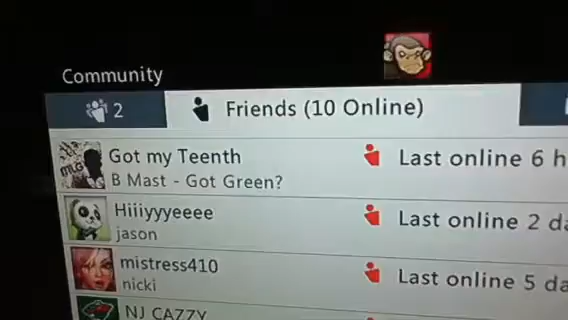 Community
2
Friends (10 Online)
MLG
Got my Teenth
Last online 6 h
B Mast - Got Green?
Hiiiyyyeeee
Last online 2 da
jason
mistress410
Last online 5 da
nicki
NJ CAZZY